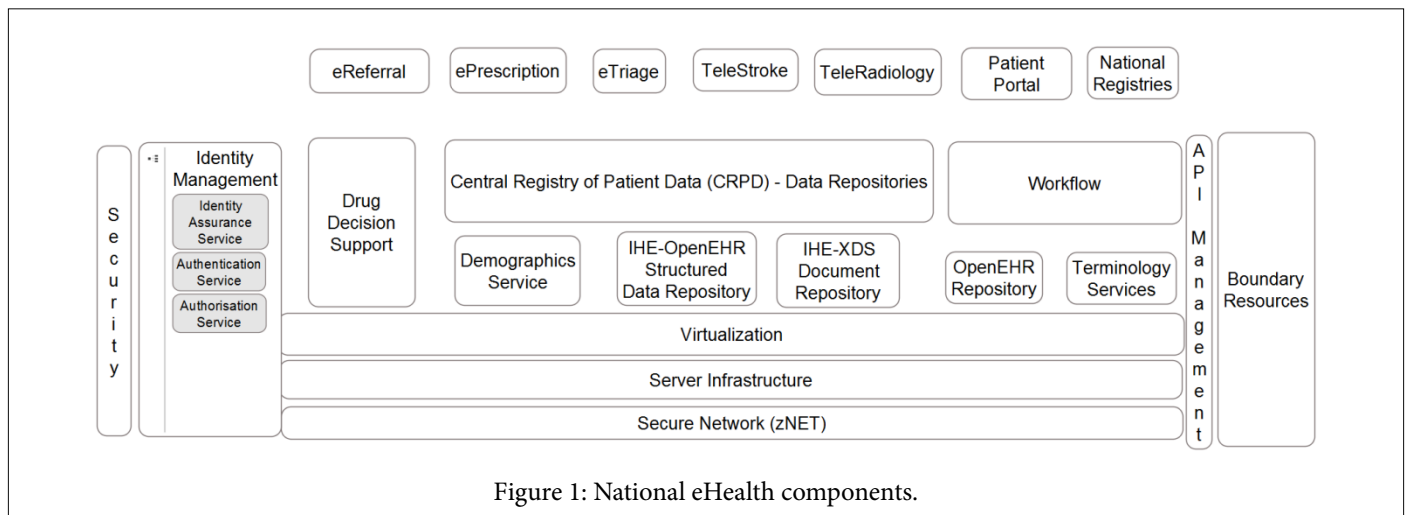 eReferral
ePrescription
eTriage
TeleStroke
TeleRadiology
Patient
Portal
National
Registries
Security
Identity
Management
Identity
Assurance
Service
Authentication
Service
Authorisation
Service
Drug
Decision
Support
Central Registry of Patient Data (CRPD) - Data Repositories
Workflow
Demographics
Service
IHE-OpenEHR
Structured
Data Repository
IHE-XDS
Document
Repository
OpenEHR
Repository
Terminology
Services
Virtualization
Server Infrastructure
Secure Network (zNET)
API Management
Boundary
Resources
Figure 1: National eHealth components.